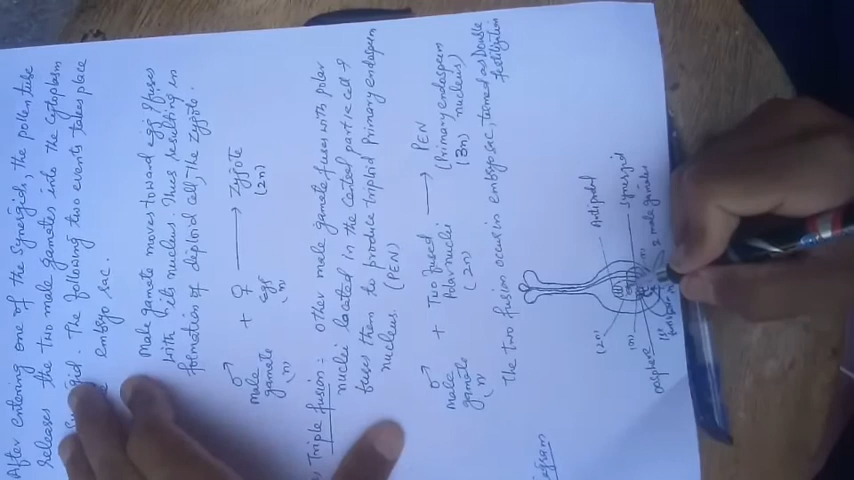 After entering one of the Synergids, the pollen tube
releases the two male gametes into the cytoplasm
The following two events takes place
embryo sac.
Male gamete moves toward egg & fuses
with its nucleus. Thus resulting in
formation of deploid cell, the zygote.
♂ + ♀ → Zygote
male gamete egg (2n)
(n n
Triple fusion: other male gamete fuses with polar
nuclei located in the central part cell &
fuses them to produce triploid Primary endosperm
nucleus. (PEN)
♂ + Two fused → PEN
male gamete Polar nuclei (Primary endosperm nucleus)
(n (2n) (3n)
The two fusion occur in embryo sac, termed as Double
fertilization
Antipodal
Synergid
(n)
2 male gametes
(2n)
(n)
oosphere
1st